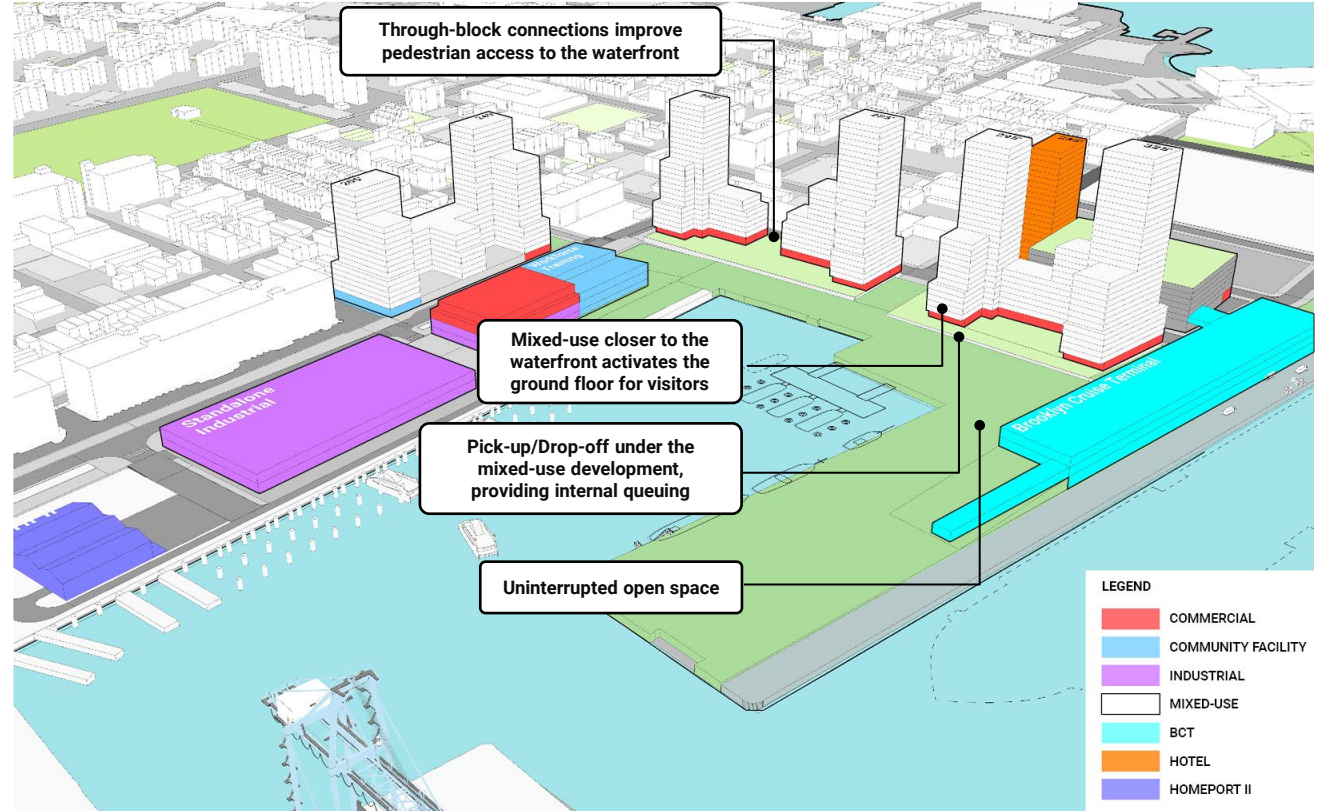 Through-block connections improve
pedestrian access to the waterfront
Workforce
Training
Mixed-use closer to the
waterfront activates the
ground floor for visitors
Standalone
Industrial
Brooklyn Cruise Terminal
Pick-up/Drop-off under the
mixed-use development,
providing internal queuing
Uninterrupted open space
LEGEND
COMMERCIAL
COMMUNITY FACILITY
INDUSTRIAL
MIXED-USE
BCT
HOTEL
HOMEPORT II